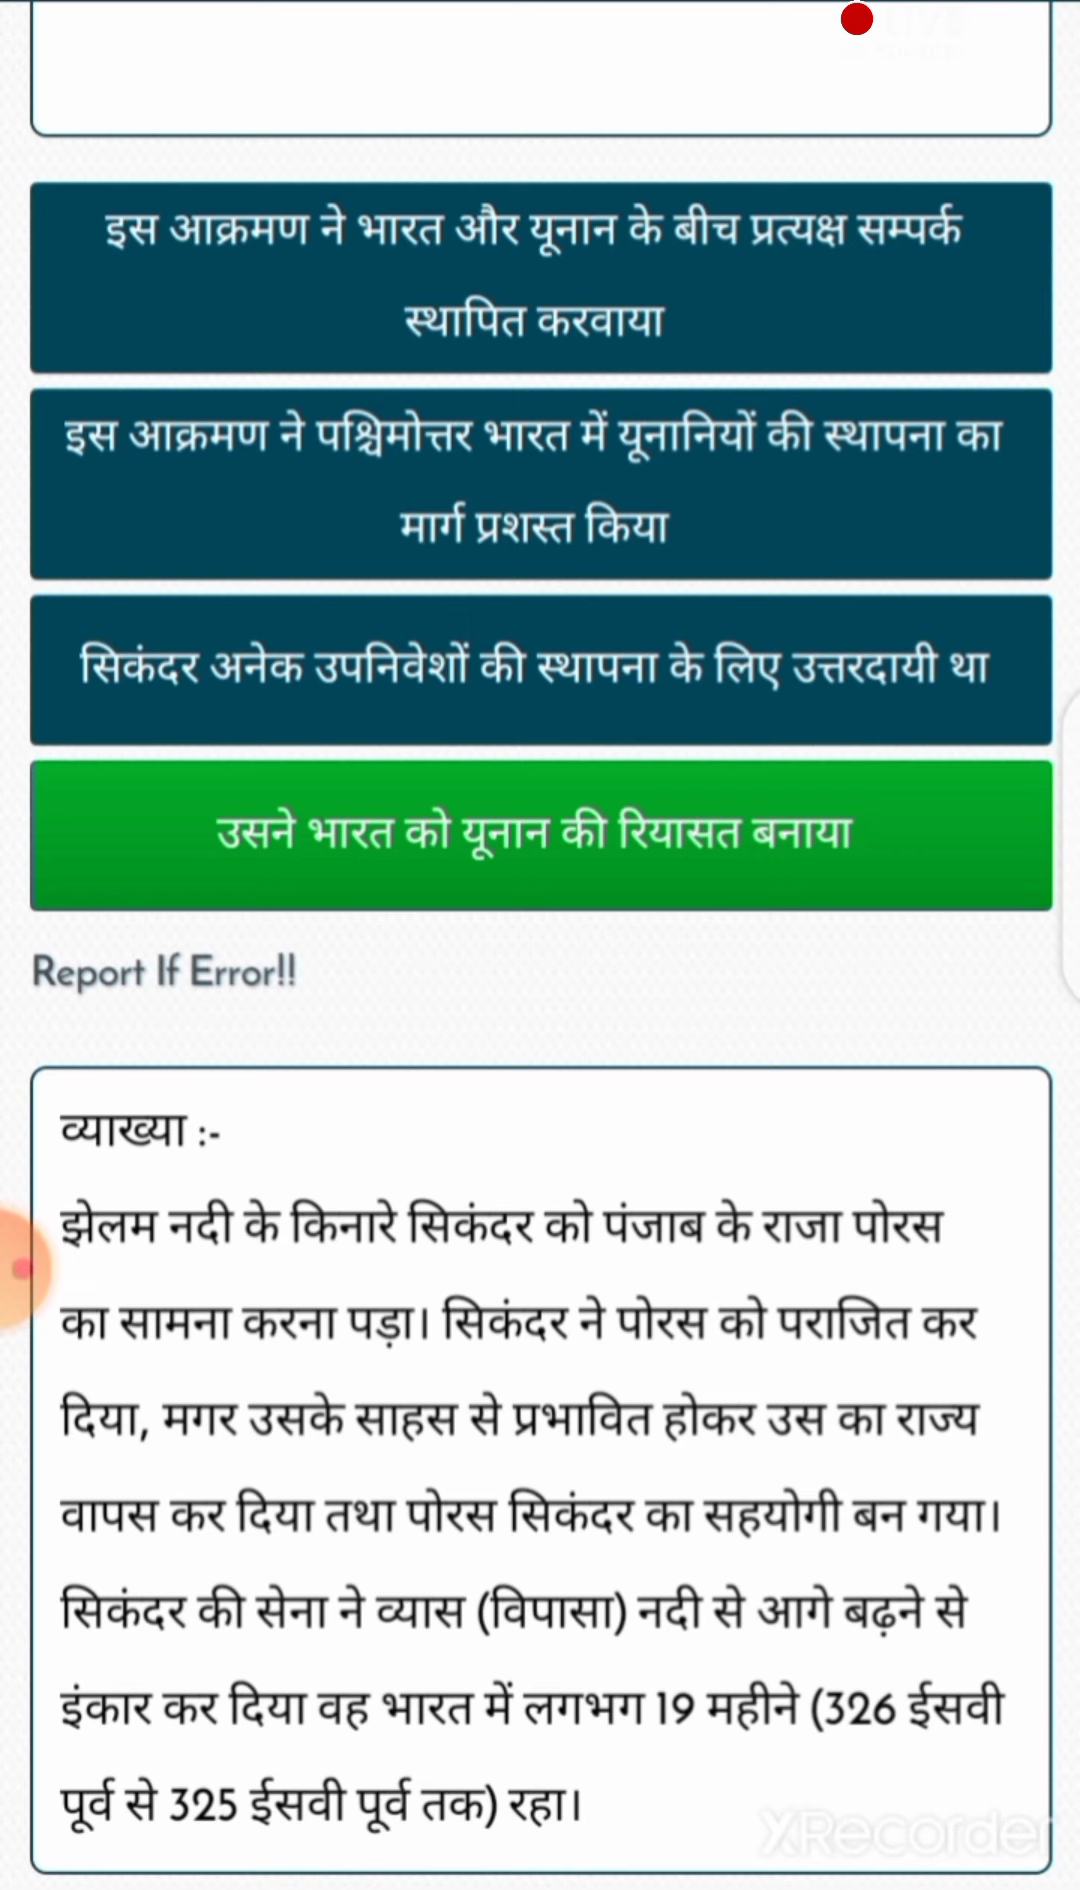 इस आक्रमण ने भारत और यूनान के बीच प्रत्यक्ष सम्पर्क
स्थापित करवाया
इस आक्रमण ने पश्चिमोत्तर भारत में यूनानियों की स्थापना का
मार्ग प्रशस्त किया
सिकंदर अनेक उपनिवेशों की स्थापना के लिए उत्तरदायी था
उसने भारत को यूनान की रियासत बनाया
Report If Error!!
व्याख्या :-
झेलम नदी के किनारे सिकंदर को पंजाब के राजा पोरस
का सामना करना पड़ा। सिकंदर ने पोरस को पराजित कर
दिया, मगर उसके साहस से प्रभावित होकर उस का राज्य
वापस कर दिया तथा पोरस सिकंदर का सहयोगी बन गया।
सिकंदर की सेना ने व्यास (विपासा) नदी से आगे बढ़ने से
इंकार कर दिया वह भारत में लगभग 19 महीने (326 ईसवी
पूर्व से 325 ईसवी पूर्व तक) रहा।
XRecorder